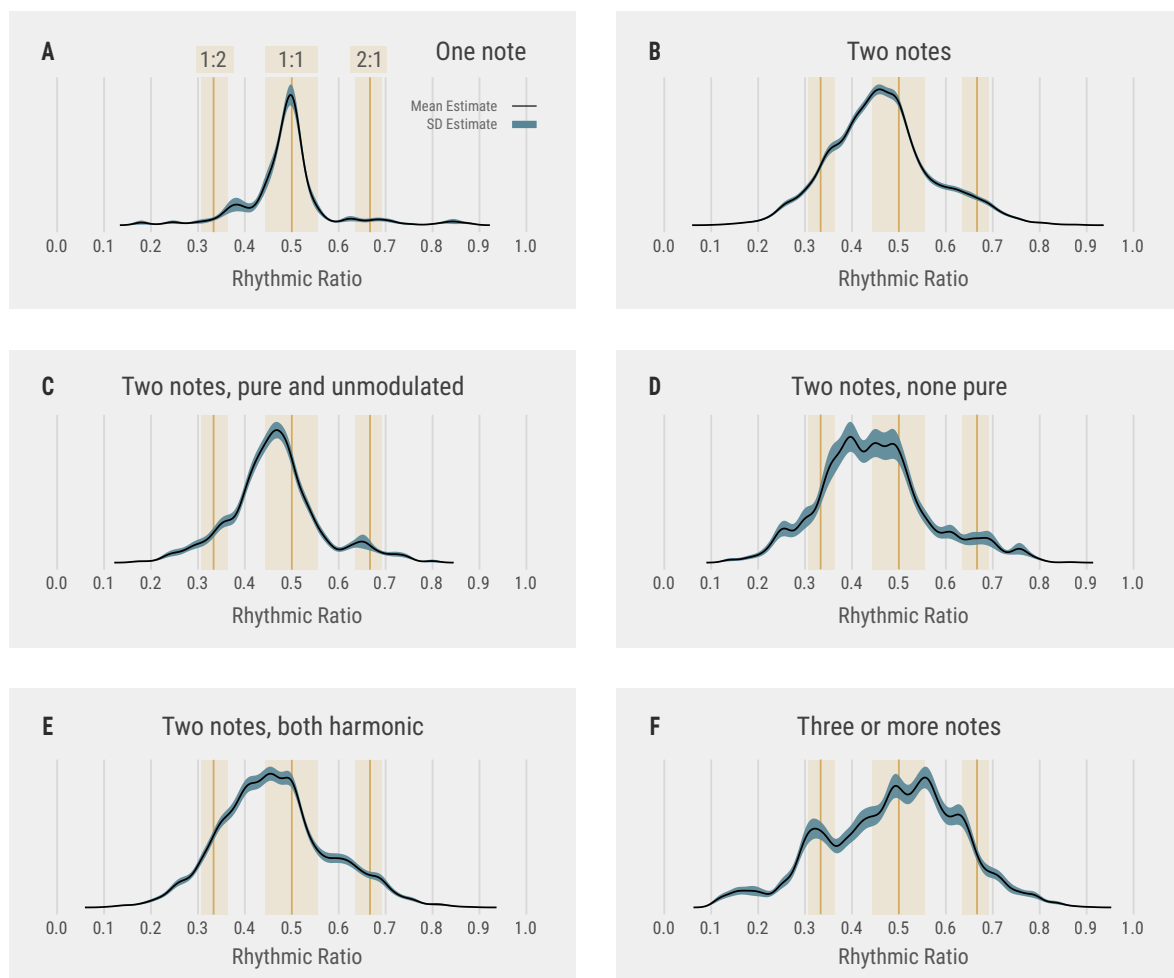 A
One note
1:2 1:1 2:1
Mean Estimate
SD Estimate
0.0 0.1 0.2 0.3 0.4 0.5 0.6 0.7 0.8 0.9 1.0
Rhythmic Ratio
B
Two notes
0.0 0.1 0.2 0.3 0.4 0.5 0.6 0.7 0.8 0.9 1.0
Rhythmic Ratio
C
Two notes, pure and unmodulated
0.0 0.1 0.2 0.3 0.4 0.5 0.6 0.7 0.8 0.9 1.0
Rhythmic Ratio
D
Two notes, none pure
0.0 0.1 0.2 0.3 0.4 0.5 0.6 0.7 0.8 0.9 1.0
Rhythmic Ratio
E
Two notes, both harmonic
0.0 0.1 0.2 0.3 0.4 0.5 0.6 0.7 0.8 0.9 1.0
Rhythmic Ratio
F
Three or more notes
0.0 0.1 0.2 0.3 0.4 0.5 0.6 0.7 0.8 0.9 1.0
Rhythmic Ratio